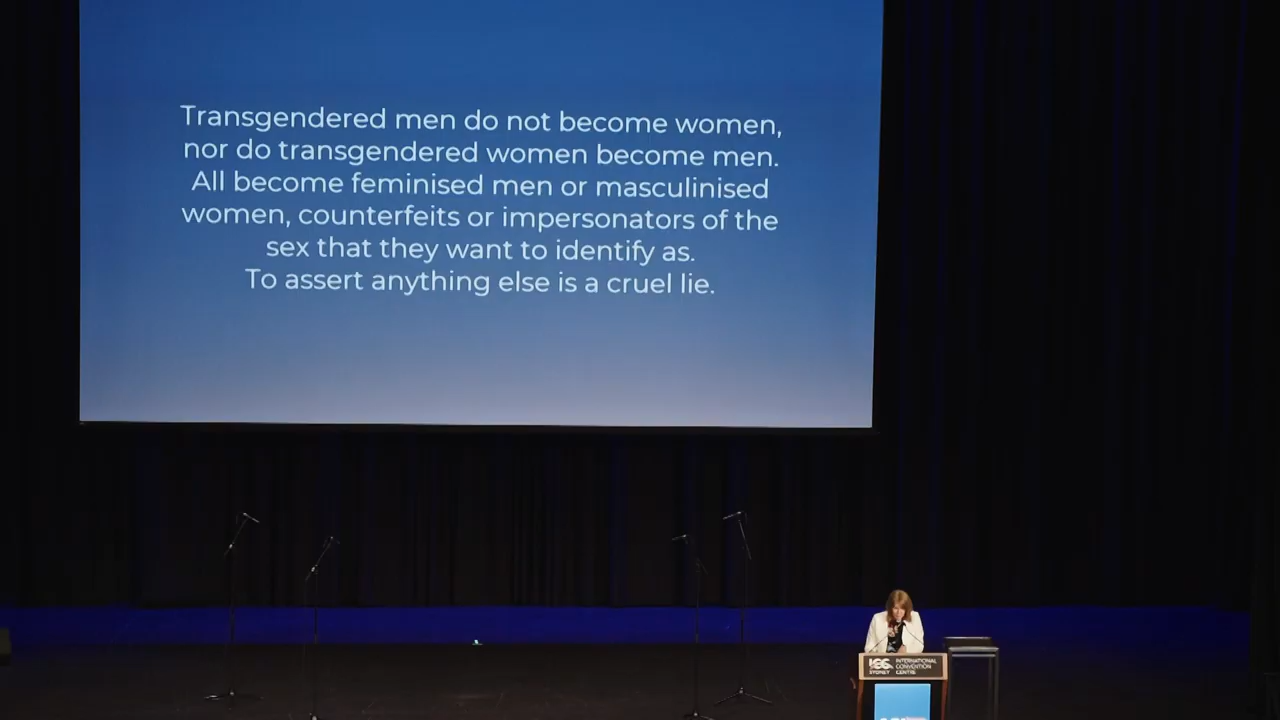 Transgendered men do not become women,
nor do transgendered women become men.
All become feminised men or masculinised
women, counterfeits or impersonators of the
sex that they want to identify as.
To assert anything else is a cruel lie.
ICC
SYDNEY
INTERNATIONAL
CONVENTION
CENTRE